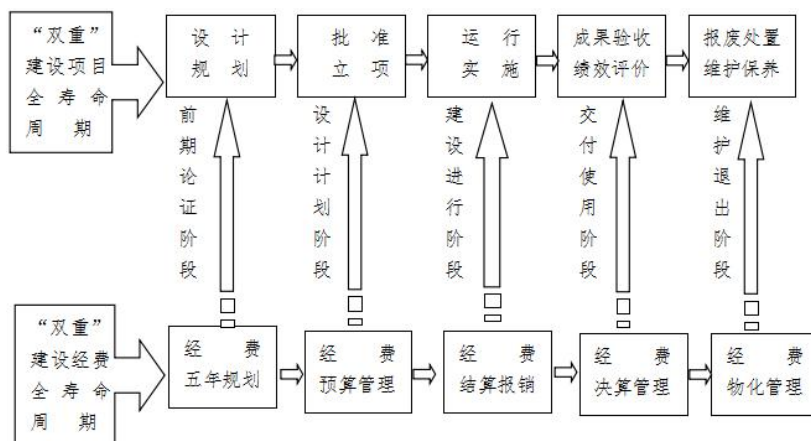 “双重”
建设项目
全寿命
周期
设计
规划
批准
立项
运行
实施
成果验收
绩效评价
报废处置
维护保养
前期论证阶段
设计计划阶段
建设进行阶段
交付使用阶段
维护退出阶段
“双重”
建设经费
全寿命
周期
经费
五年规划
经费
预算管理
经费
结算报销
经费
决算管理
经费
物化管理